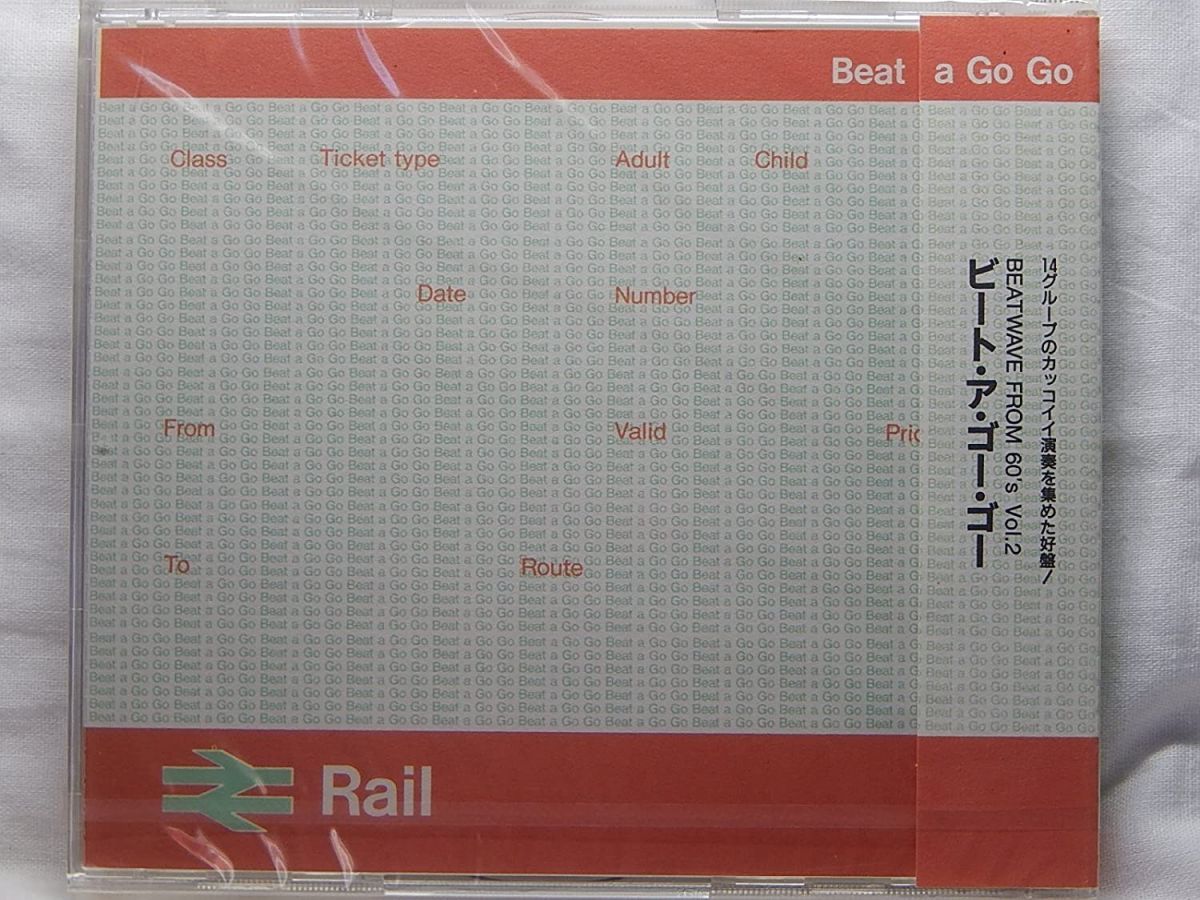 Beat a Go Go
Class Ticket type Adult Child
Date Number
From Valid Pric
To Route
Rail
14グループのカッコイイ演奏を集めた好盤!
BEATWAVE FROM 60's Vol.2
ビート・ア・ゴー・ゴー